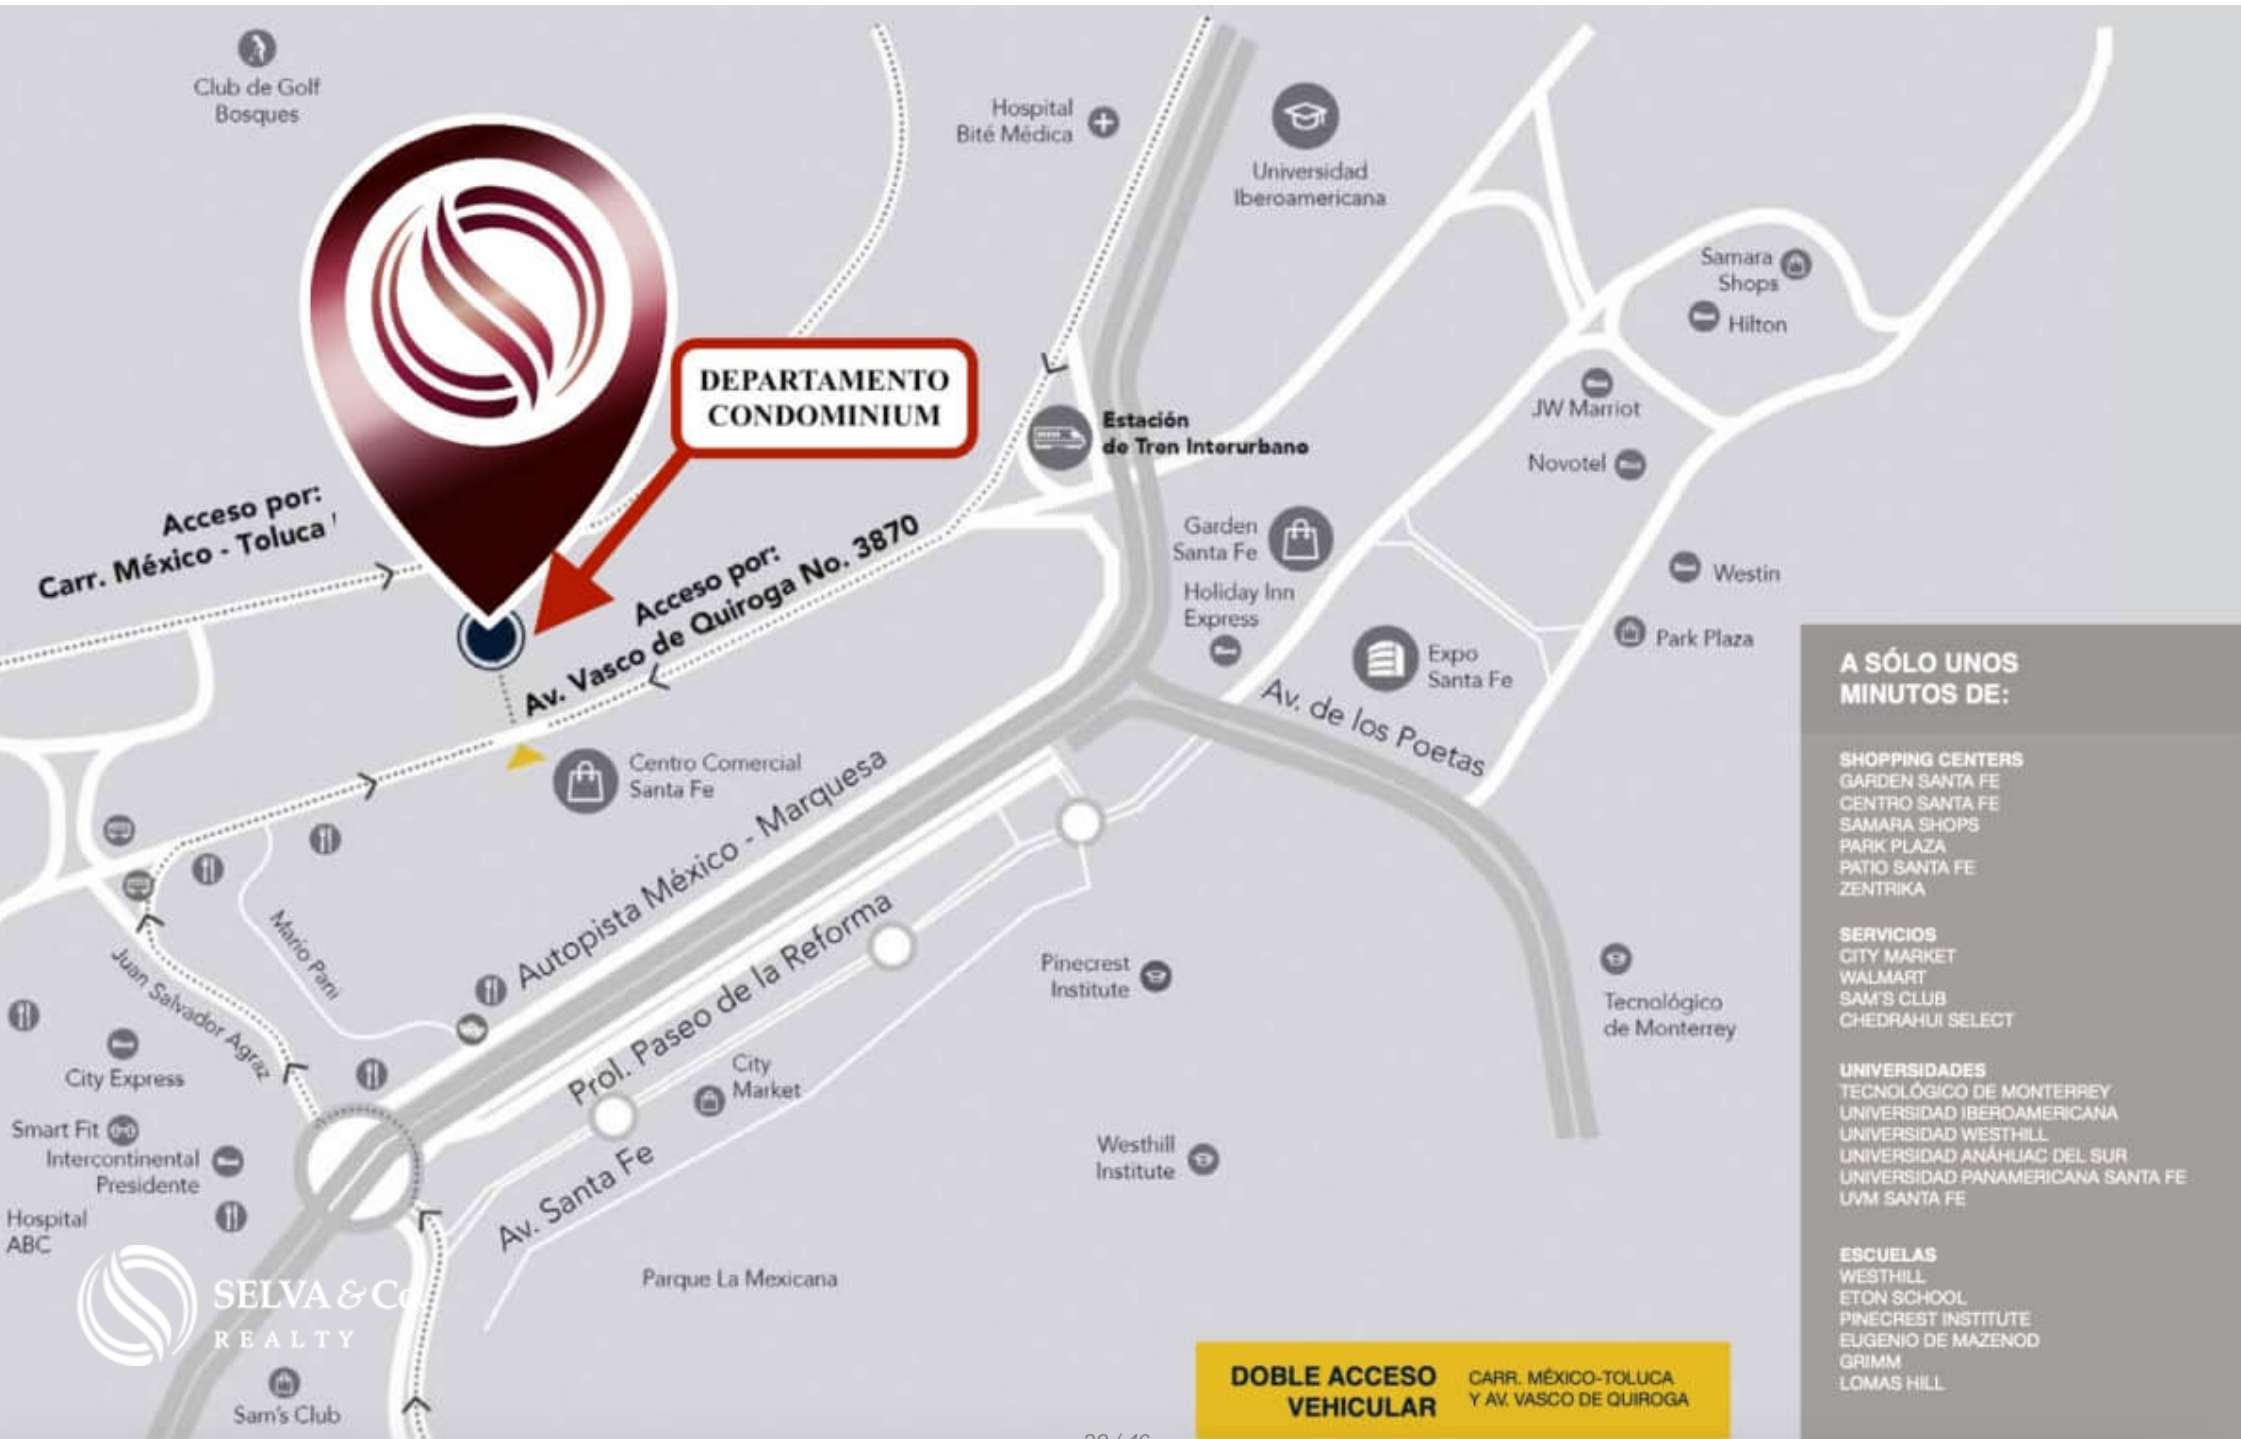 Club de Golf
Bosques
Hospital
Bité Médica
Universidad
Iberoamericana
Samara
Shops
Hilton
DEPARTAMENTO
CONDOMINIUM
JW Marriot
Estación
de Tren Interurbano
Novotel
Acceso por:
Carr. México - Toluca
Acceso por:
Av. Vasco de Quiroga No. 3870
Garden
Santa Fe
Holiday Inn
Express
Westin
Park Plaza
Expo
Santa Fe
Av. de los Poetas
Centro Comercial
Santa Fe
Autopista México - Marquesa
Prol. Paseo de la Reforma
Mario Pani
Juan Salvador Agraz
Pinecrest
Institute
Tecnológico
de Monterrey
City Express
City
Market
Smart Fit
Intercontinental
Presidente
Westhill
Institute
Av. Santa Fe
Hospital
ABC
Parque La Mexicana
SELVA & Co.
REALTY
Sam's Club
DOBLE ACCESO
VEHICULAR
CARR. MÉXICO-TOLUCA
Y AV. VASCO DE QUIROGA
A SÓLO UNOS
MINUTOS DE:
SHOPPING CENTERS
GARDEN SANTA FE
CENTRO SANTA FE
SAMARA SHOPS
PARK PLAZA
PATIO SANTA FE
ZENTRIKA
SERVICIOS
CITY MARKET
WALMART
SAM'S CLUB
CHEDRAHUI SELECT
UNIVERSIDADES
TECNOLÓGICO DE MONTERREY
UNIVERSIDAD IBEROAMERICANA
UNIVERSIDAD WESTHILL
UNIVERSIDAD ANÁHUAC DEL SUR
UNIVERSIDAD PANAMERICANA SANTA FE
UVM SANTA FE
ESCUELAS
WESTHILL
ETON SCHOOL
PINECREST INSTITUTE
EUGENIO DE MAZENOD
GRIMM
LOMAS HILL